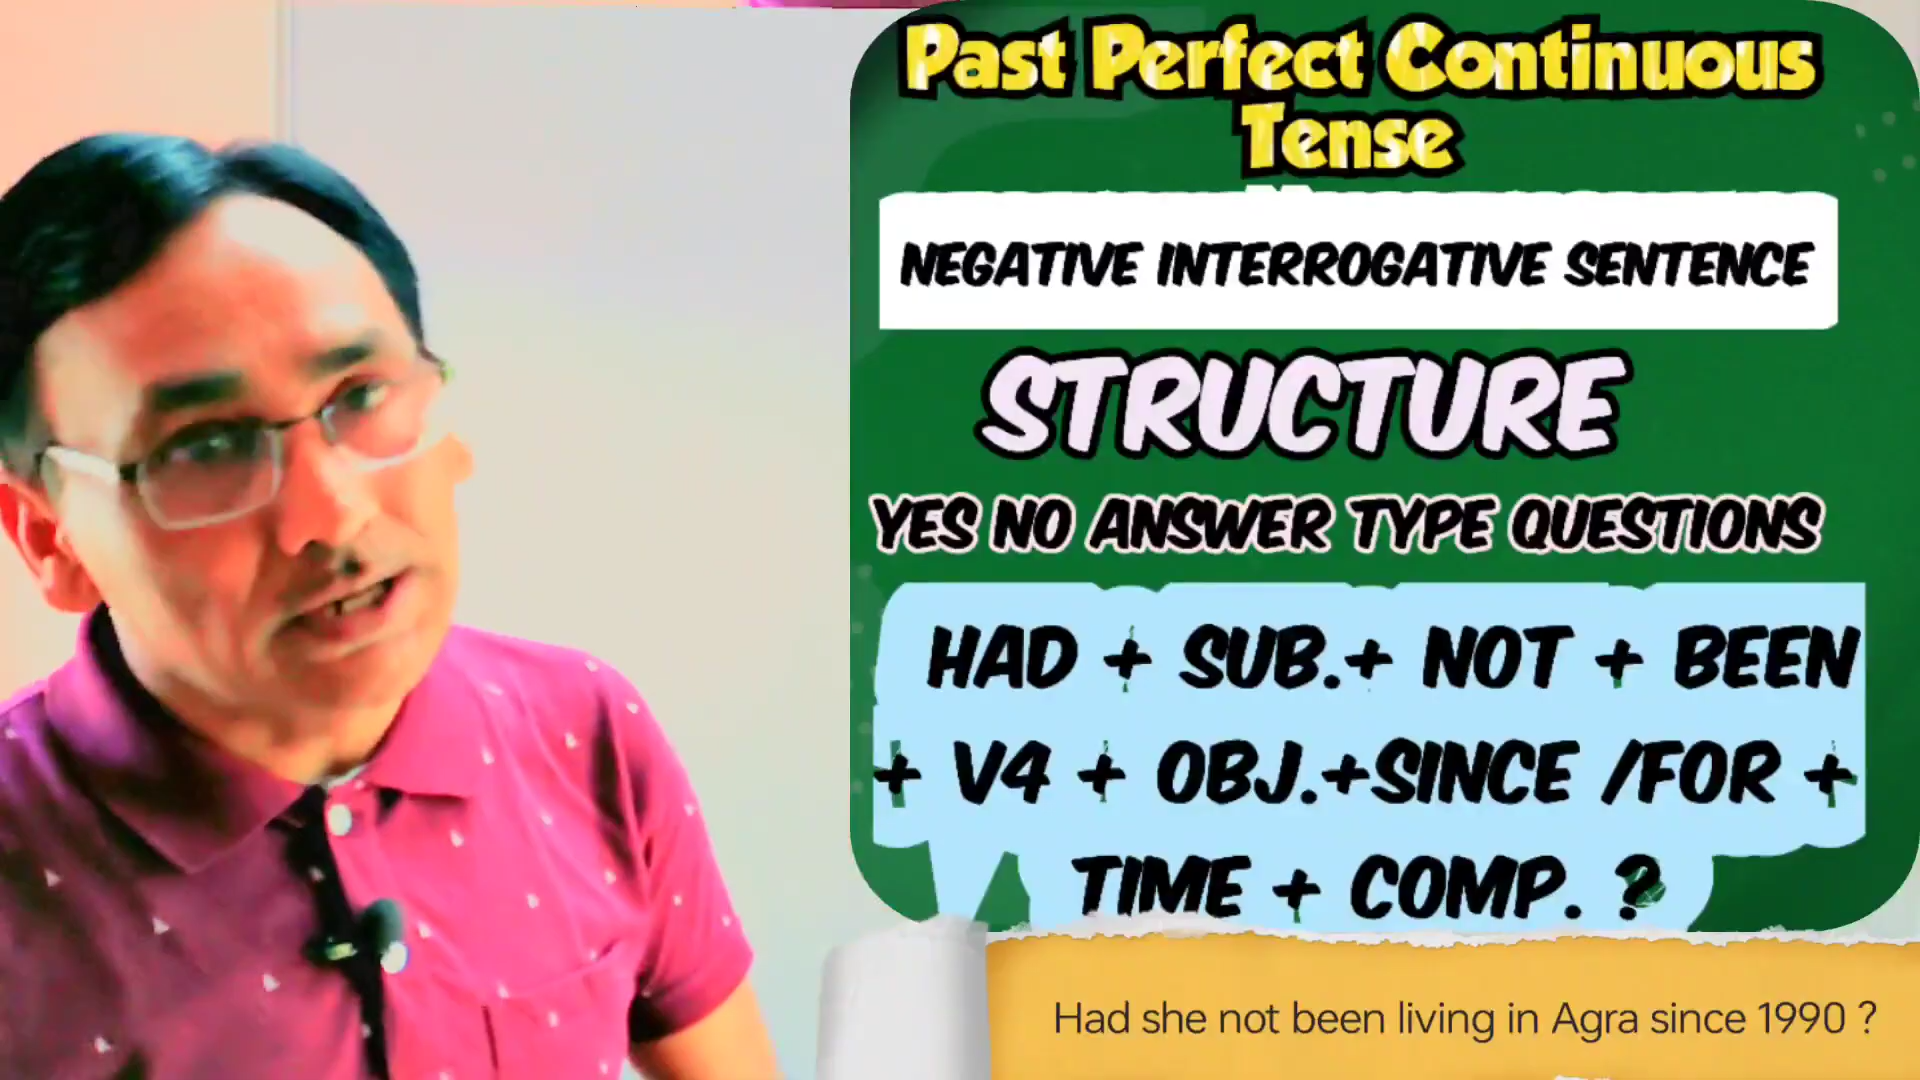 Past Perfect Continuous
Tense
NEGATIVE INTERROGATIVE SENTENCE
STRUCTURE
YES NO ANSWER TYPE QUESTIONS
HAD + SUB.+ NOT + BEEN
+ V4 + OBJ.+SINCE /FOR +
TIME + COMP. ?
Had she not been living in Agra since 1990 ?